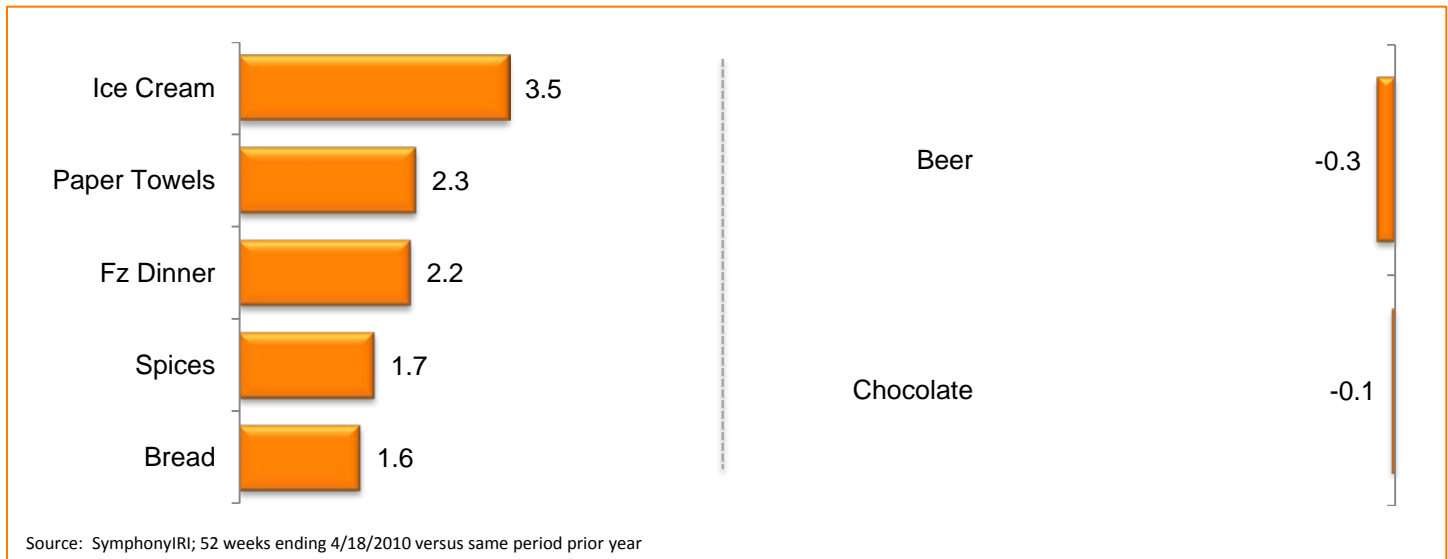 Ice Cream 3.5
Paper Towels 2.3
Fz Dinner 2.2
Spices 1.7
Bread 1.6
Beer -0.3
Chocolate -0.1
Source: SymphonyIRI; 52 weeks ending 4/18/2010 versus same period prior year